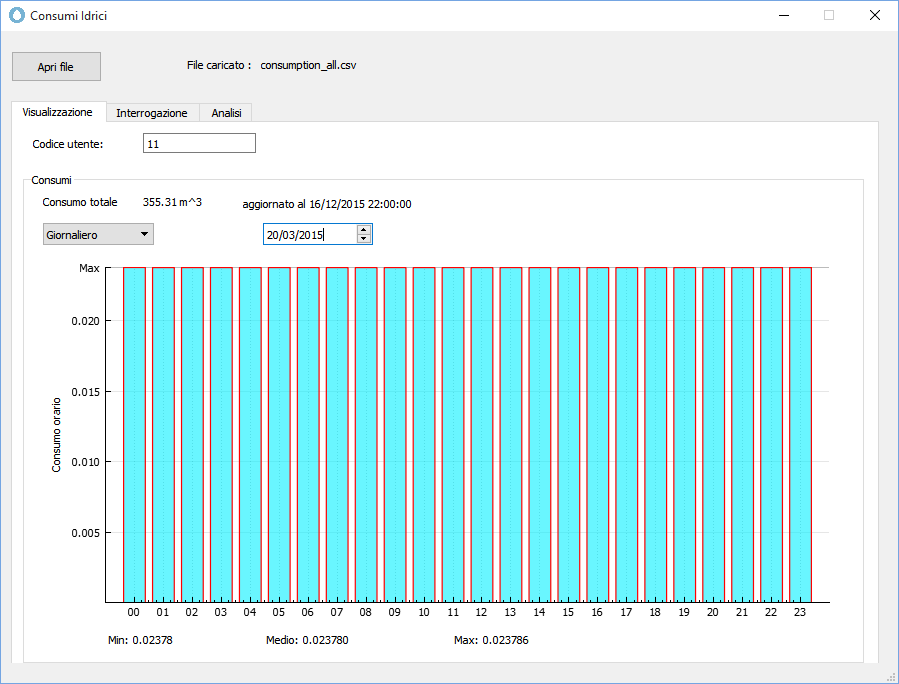 Consumi Idrici
Apri file
File caricato : consumption_all.csv
Visualizzazione Interrogazione Analisi
Codice utente: 11
Consumi
Consumo totale 355.31 m^3 aggiornato al 16/12/2015 22:00:00
Giornaliero 20/03/2015
Max
0.020
0.015
0.010
0.005
Consumo orario
00 01 02 03 04 05 06 07 08 09 10 11 12 13 14 15 16 17 18 19 20 21 22 23
Min: 0.02378 Medio: 0.023780 Max: 0.023786